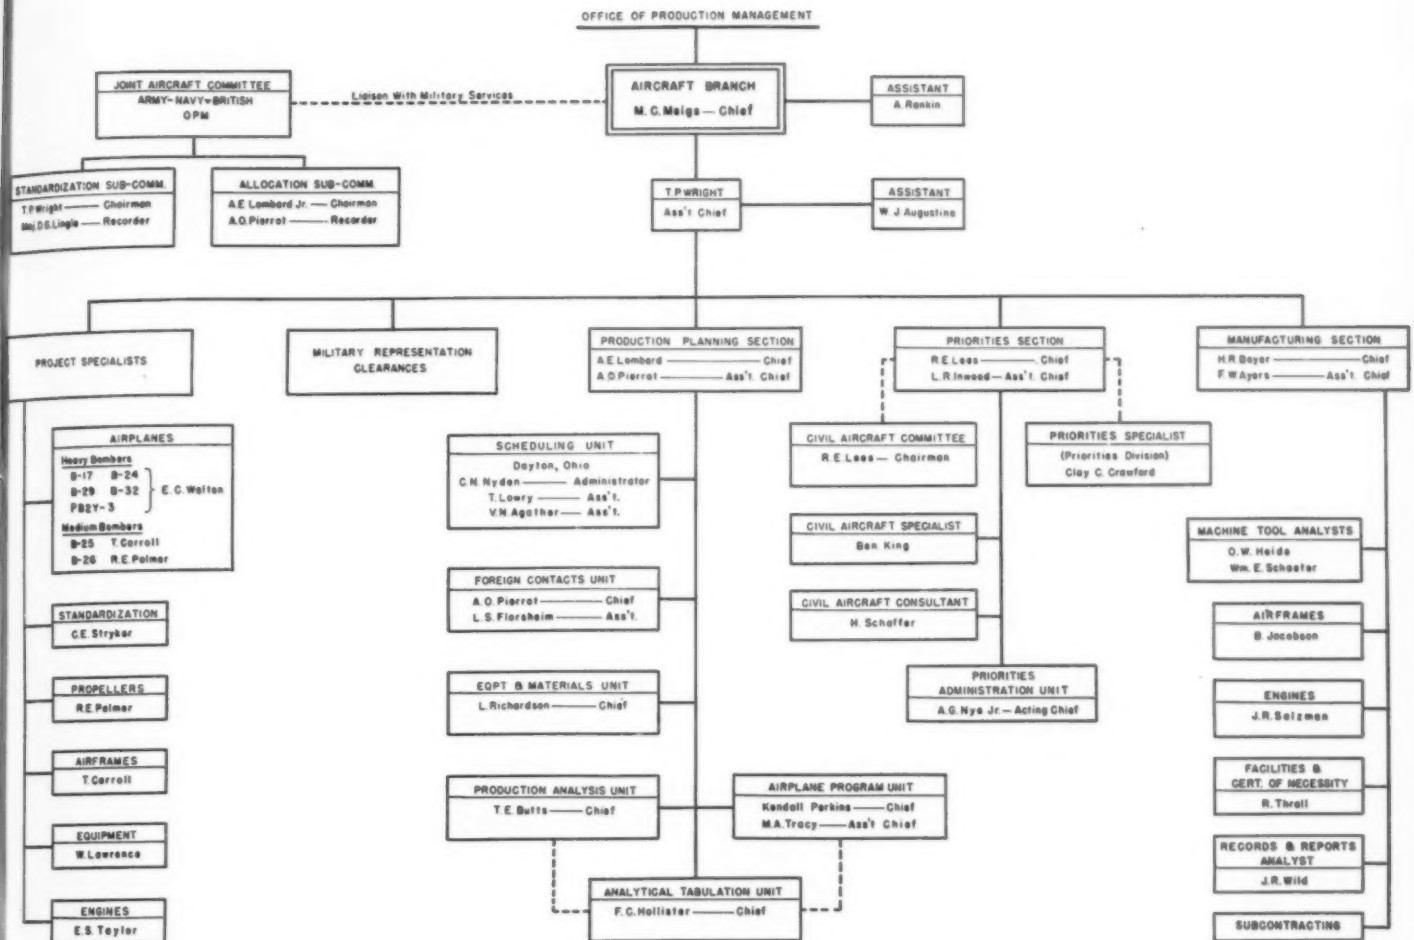 OFFICE OF PRODUCTION MANAGEMENT
JOINT AIRCRAFT COMMITTEE
ARMY-NAVY-BRITISH
OPM
Liaison With Military Services
AIRCRAFT BRANCH
M.C. Meigs — Chief
ASSISTANT
A. Rankin
STANDARDIZATION SUB-COMM.
T.P. Wright — Chairman
Maj. D.G. Lingle — Recorder
ALLOCATION SUB-COMM.
A.E. Lombard Jr. — Chairman
A.O. Pierrot — Recorder
T.P. WRIGHT
Ass't Chief
ASSISTANT
W.J. Augustine
PROJECT SPECIALISTS
MILITARY REPRESENTATION
CLEARANCES
PRODUCTION PLANNING SECTION
A.E. Lombard — Chief
A.O. Pierrot — Ass't. Chief
PRIORITIES SECTION
R.E. Lees — Chief
L.R. Inwood — Ass't. Chief
MANUFACTURING SECTION
H.R. Boyer — Chief
F.W. Ayers — Ass't. Chief
AIRPLANES
Heavy Bombers
B-17 B-24
B-29 B-32
PB2Y-3
E.C. Walton
Medium Bombers
B-25 T. Carroll
B-26 R.E. Palmer
STANDARDIZATION
C.E. Stryker
PROPELLERS
R.E. Palmer
AIRFRAMES
T. Carroll
EQUIPMENT
W. Lawrence
ENGINES
E.S. Taylor
SCHEDULING UNIT
Dayton, Ohio
C.N. Nyden — Administrator
T. Lowry — Ass't.
V.N. Agather — Ass't.
FOREIGN CONTACTS UNIT
A.O. Pierrot — Chief
L.S. Florsheim — Ass't.
EQPT & MATERIALS UNIT
L. Richardson — Chief
PRODUCTION ANALYSIS UNIT
T.E. Butts — Chief
AIRPLANE PROGRAM UNIT
Kendall Perkins — Chief
M.A. Tracy — Ass't Chief
ANALYTICAL TABULATION UNIT
F.C. Hollister — Chief
CIVIL AIRCRAFT COMMITTEE
R.E. Lees — Chairman
PRIORITIES SPECIALIST
(Priorities Division)
Clay C. Crawford
CIVIL AIRCRAFT SPECIALIST
Ben King
CIVIL AIRCRAFT CONSULTANT
H. Schaffer
PRIORITIES
ADMINISTRATION UNIT
A.G. Nye Jr. — Acting Chief
MACHINE TOOL ANALYSTS
O.W. Heide
Wm. E. Schaefer
AIRFRAMES
B. Jacobson
ENGINES
J.R. Salzman
FACILITIES &
CERT. OF NECESSITY
R. Thrall
RECORDS & REPORTS
ANALYST
J.R. Wild
SUBCONTRACTING